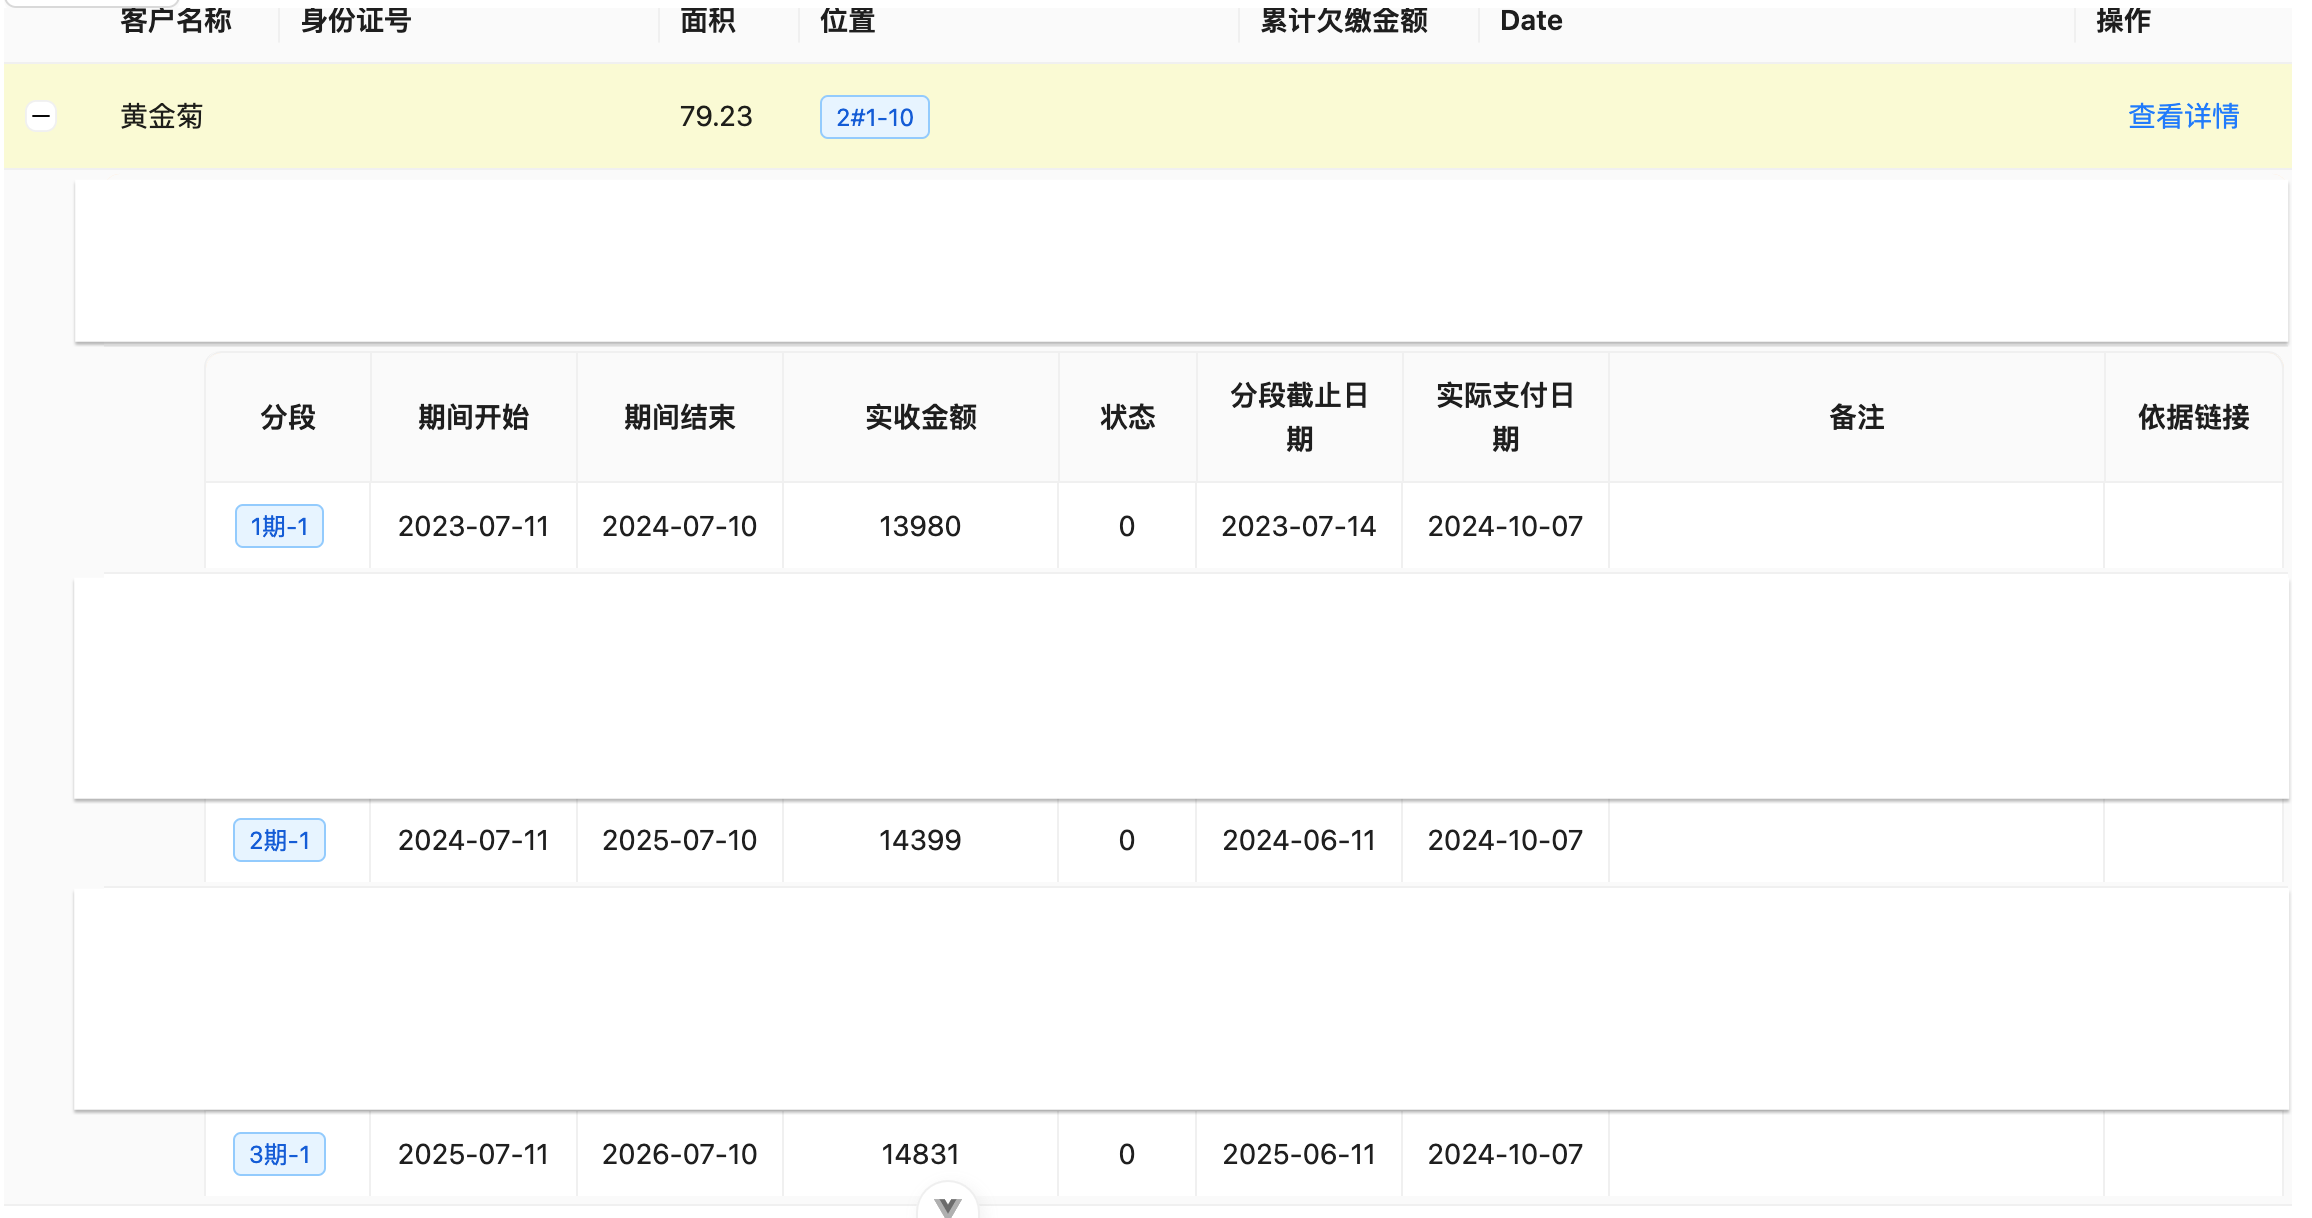 客户名称 身份证号 面积 位置 累计欠缴金额 Date 操作
黄金菊 79.23 2#1-10 查看详情
分段 期间开始 期间结束 实收金额 状态 分段截止日期 实际支付日期 备注 依据链接
1期-1 2023-07-11 2024-07-10 13980 0 2023-07-14 2024-10-07
2期-1 2024-07-11 2025-07-10 14399 0 2024-06-11 2024-10-07
3期-1 2025-07-11 2026-07-10 14831 0 2025-06-11 2024-10-07